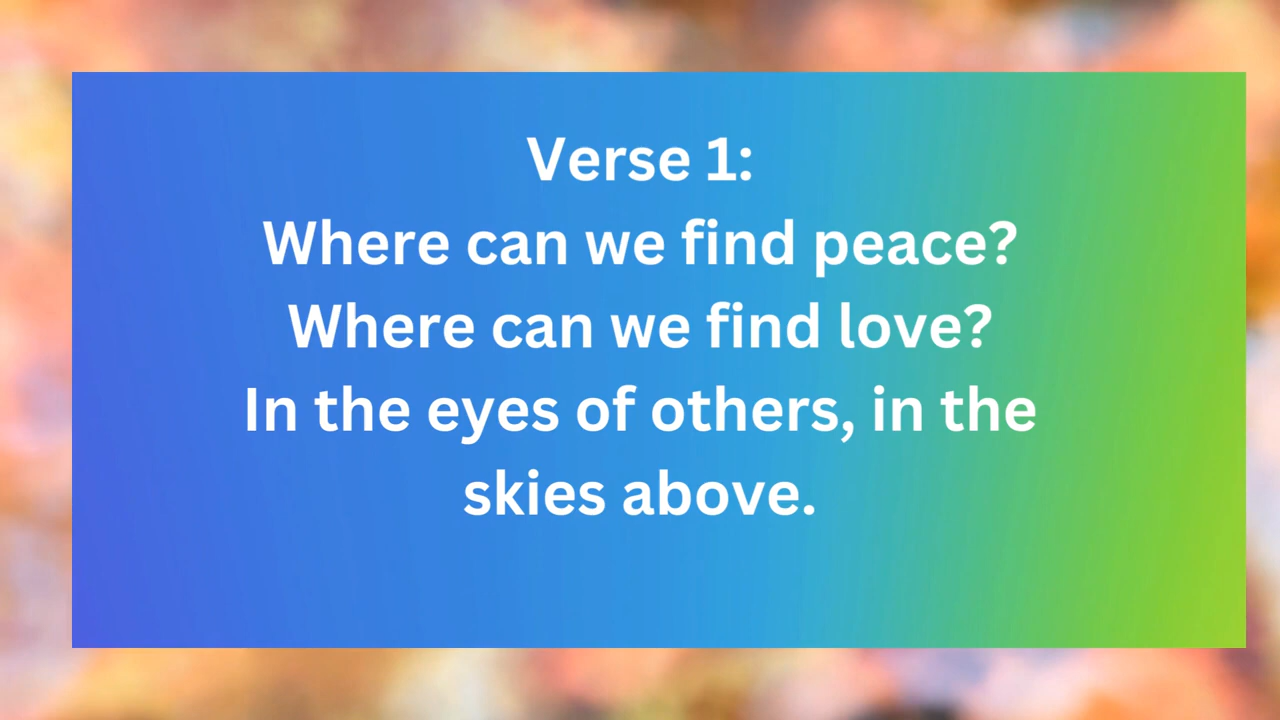 Verse 1:
Where can we find peace?
Where can we find love?
In the eyes of others, in the
skies above.